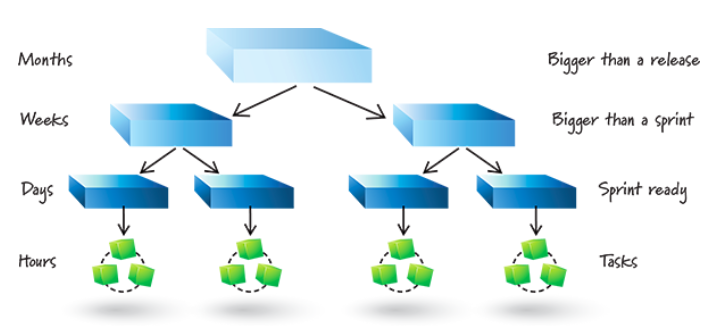 Months
Bigger than a release
Weeks
Bigger than a sprint
Days
Sprint ready
Hours
Tasks